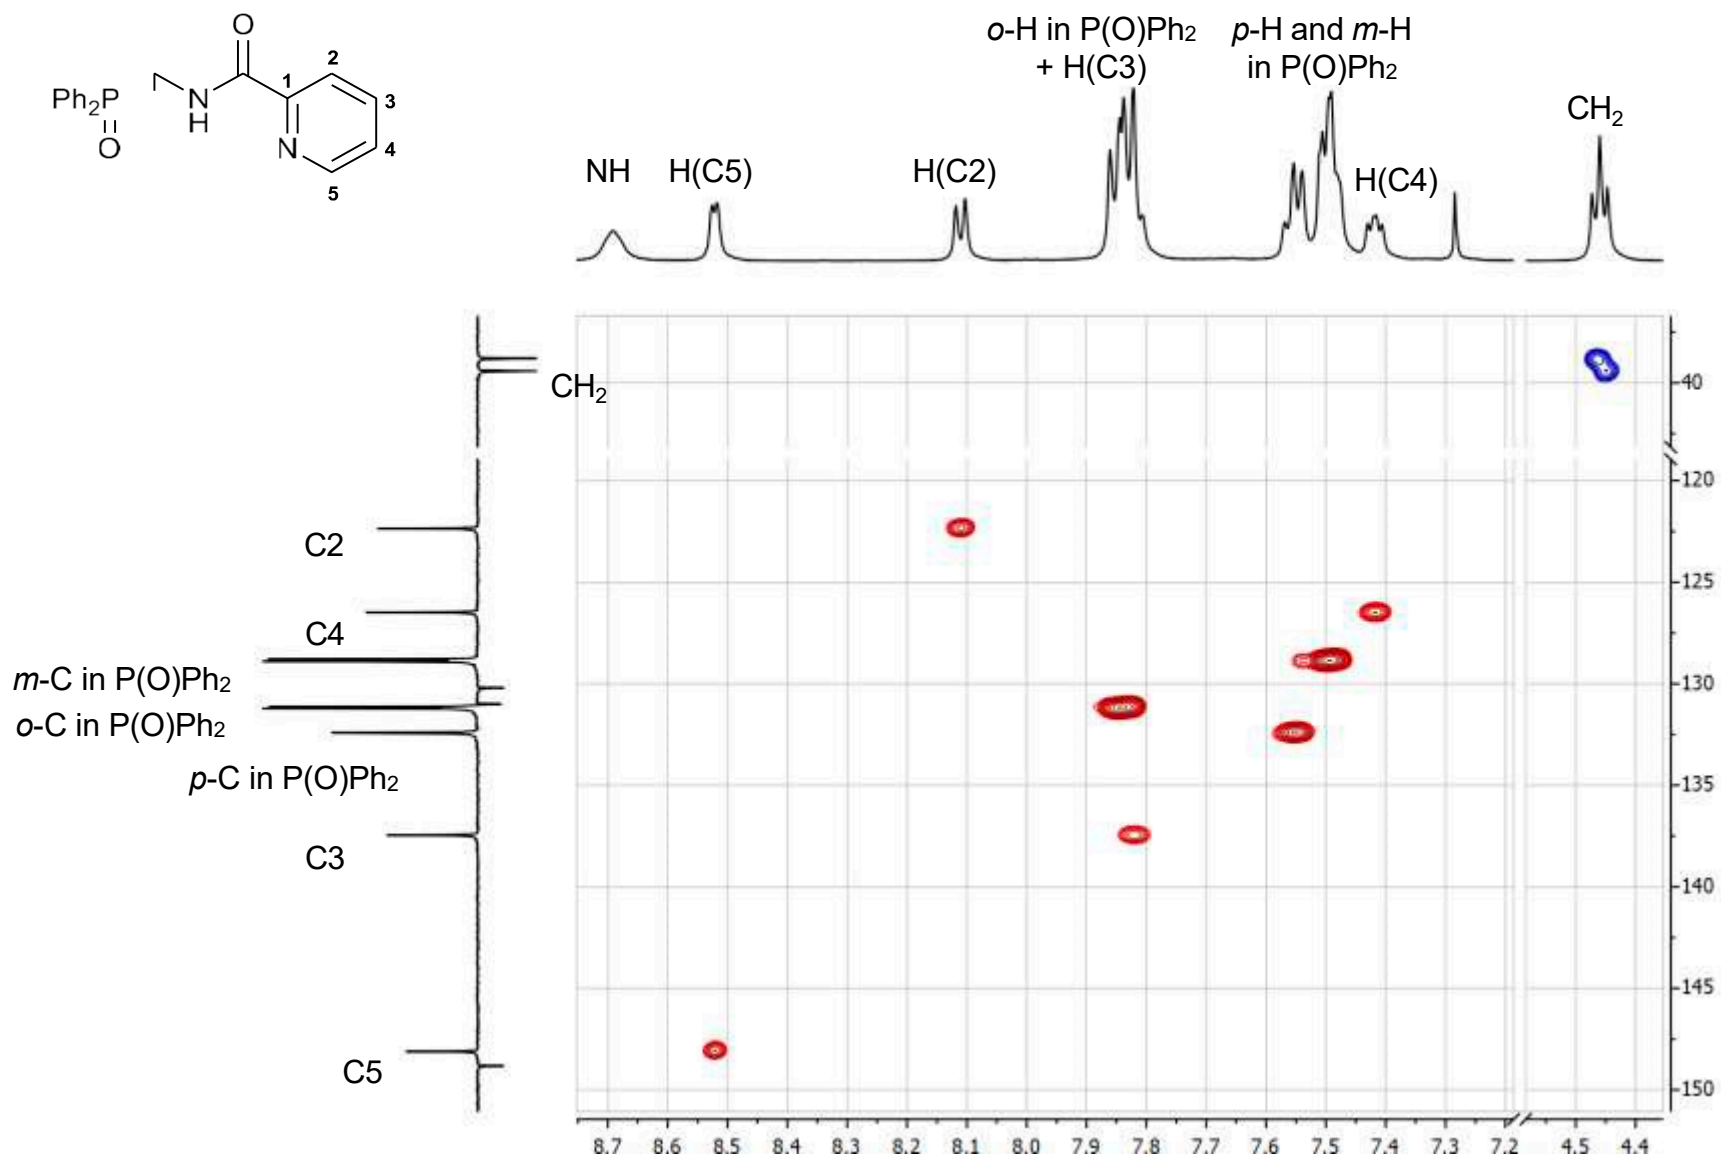 O
2
1
Ph₂P
N
H
3
O
N
4
5
o-H in P(O)Ph₂
+ H(C3)
p-H and m-H
in P(O)Ph₂
CH₂
NH
H(C5)
H(C2)
H(C4)
CH₂
40
120
C2
125
C4
m-C in P(O)Ph₂
130
o-C in P(O)Ph₂
p-C in P(O)Ph₂
135
C3
140
145
C5
150
8.7 8.6 8.5 8.4 8.3 8.2 8.1 8.0 7.9 7.8 7.7 7.6 7.5 7.4 7.3 7.2 4.5 4.4